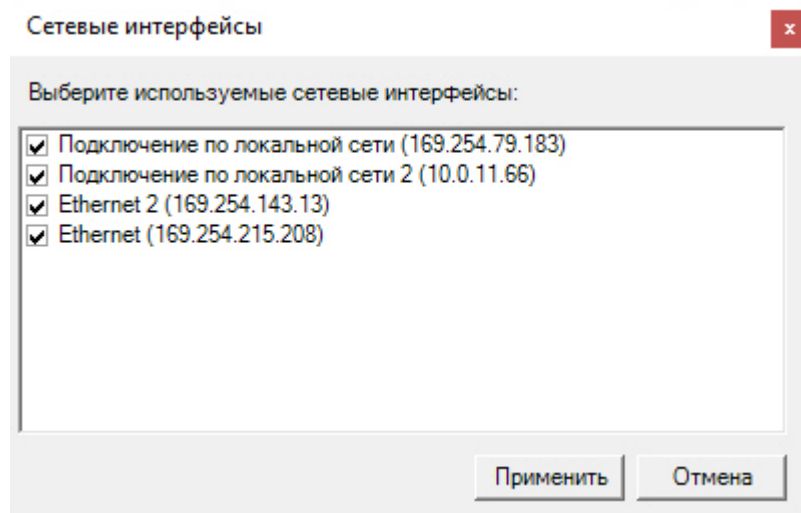 Сетевые интерфейсы
x
Выберите используемые сетевые интерфейсы:
Подключение по локальной сети (169.254.79.183)
Подключение по локальной сети 2 (10.0.11.66)
Ethernet 2 (169.254.143.13)
Ethernet (169.254.215.208)
Применить Отмена